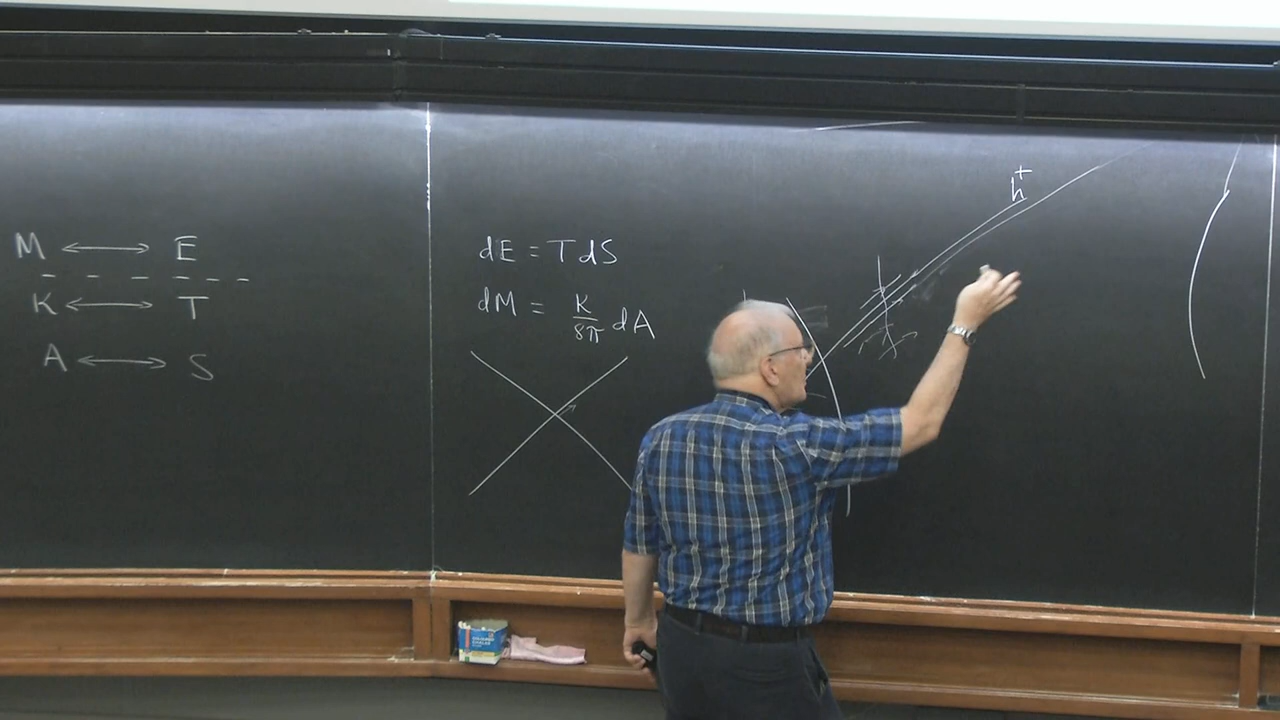 M ⟷ E
K ⟷ T
A ⟷ S
dE = TdS
dM = K/8π dA
h⁺